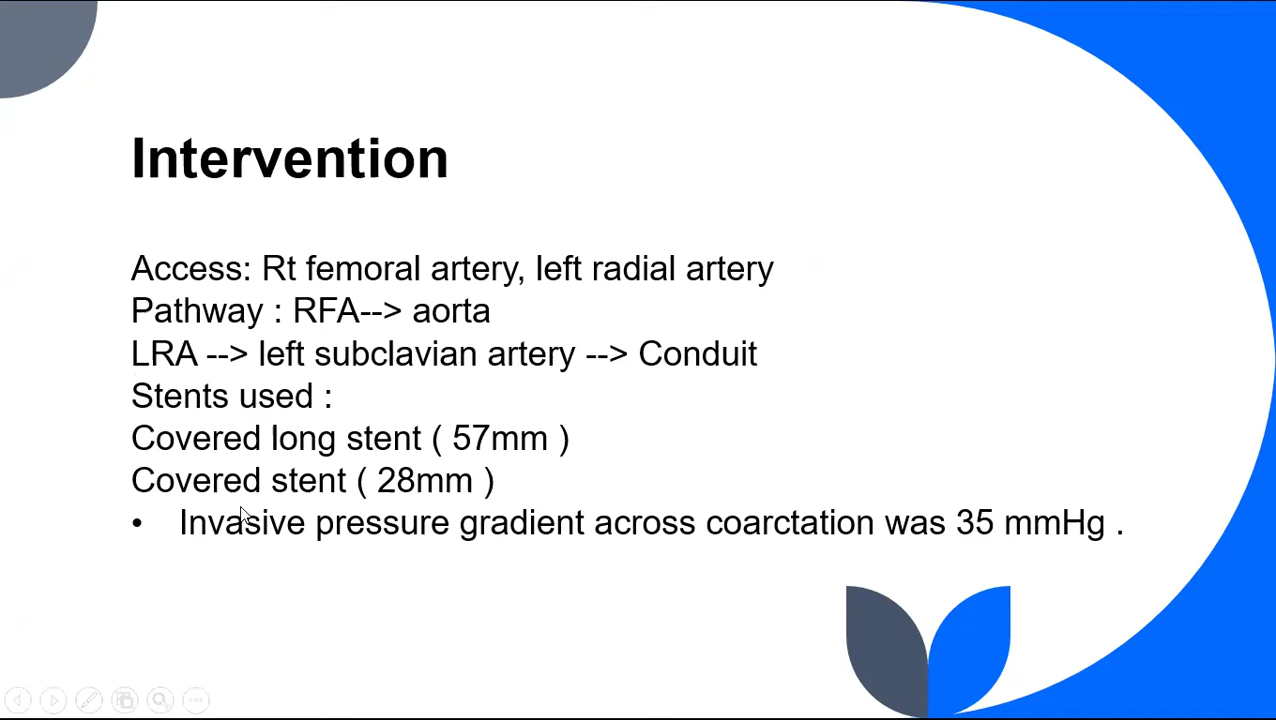 Intervention
Access: Rt femoral artery, left radial artery
Pathway : RFA--> aorta
LRA --> left subclavian artery --> Conduit
Stents used :
Covered long stent ( 57mm )
Covered stent ( 28mm )
• Invasive pressure gradient across coarctation was 35 mmHg .